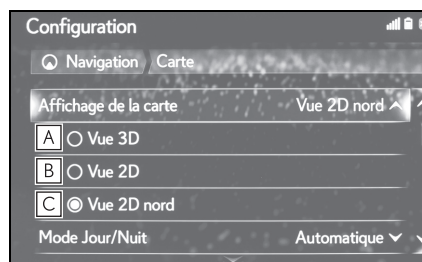 Configuration
Navigation Carte
Affichage de la carte Vue 2D nord
A Vue 3D
B Vue 2D
C Vue 2D nord
Mode Jour/Nuit Automatique